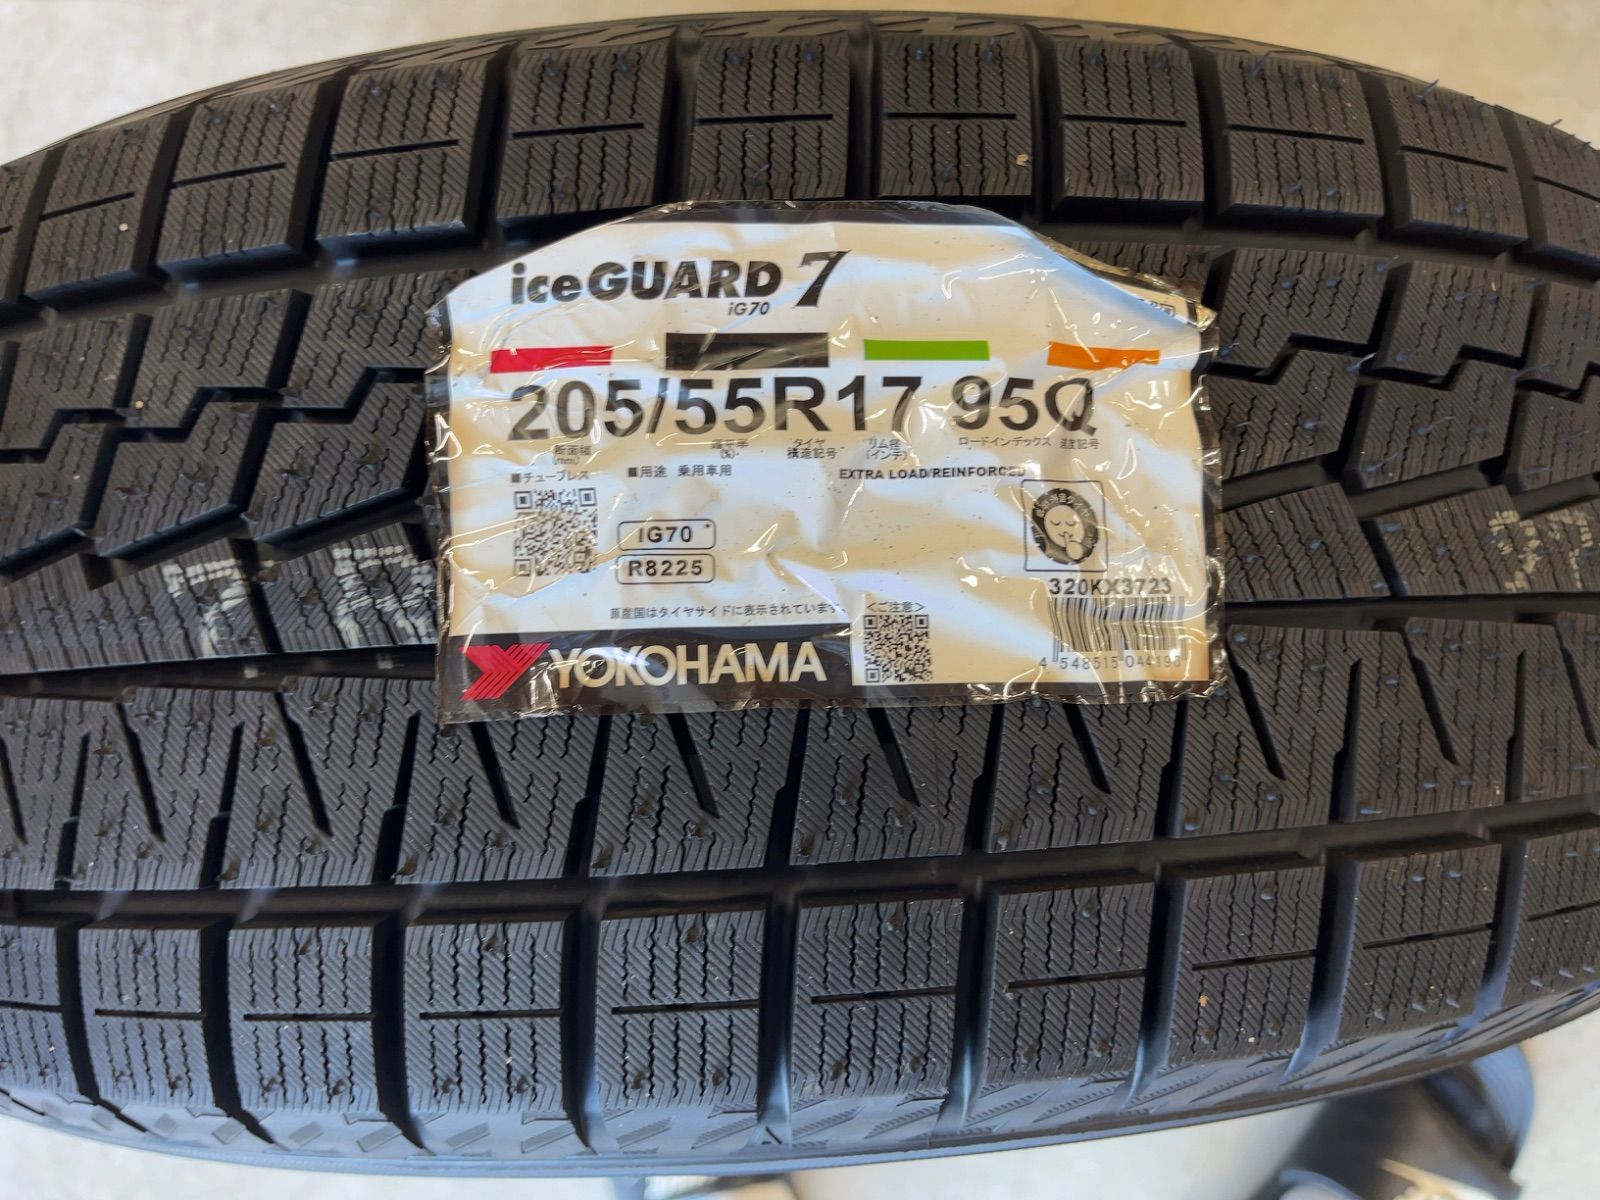 iceGUARD 7
iG70
205/55R17 95Q
断面幅(mm) 偏平率(%) タイヤ構造記号 リム径(インチ) ロードインデックス 速度記号
■チューブレス ■用途 乗用車用 EXTRA LOAD/REINFORCED
IG70
R8225
320KX3723
原産国はタイヤサイドに表示されています。
<ご注意>
YOKOHAMA
4 548515 044196